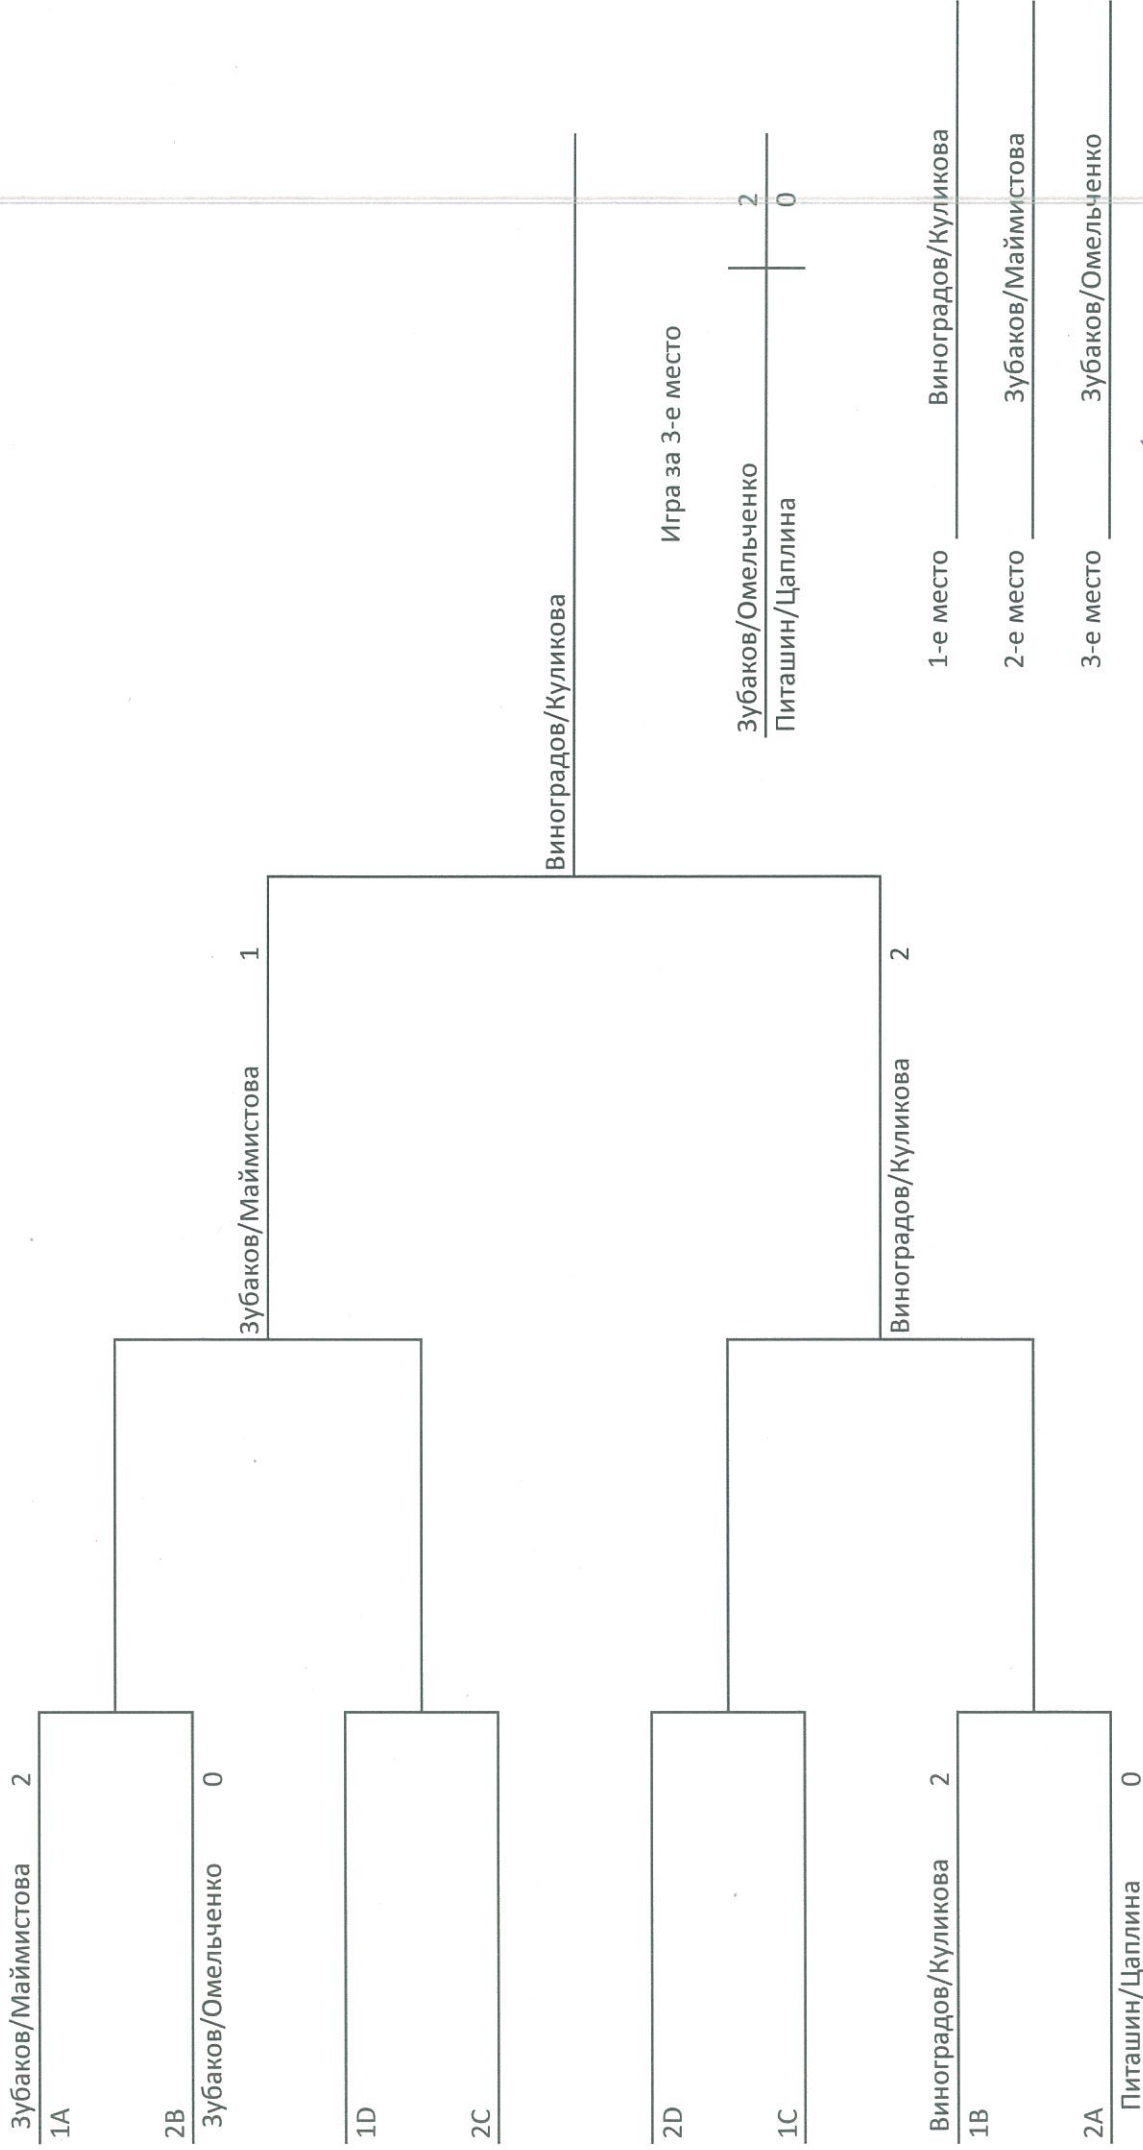 Зубаков/Маймистова 2
1A
2B
Зубаков/Омельченко 0
Зубаков/Маймистова 1
1D
2C
Виноградов/Куликова
2D
1C
Виноградов/Куликова 2
Виноградов/Куликова 2
1B
2A
Питашин/Цаплина 0
Игра за 3-е место
Зубаков/Омельченко 2
Питашин/Цаплина 0
1-е место Виноградов/Куликова
2-е место Зубаков/Маймистова
3-е место Зубаков/Омельченко